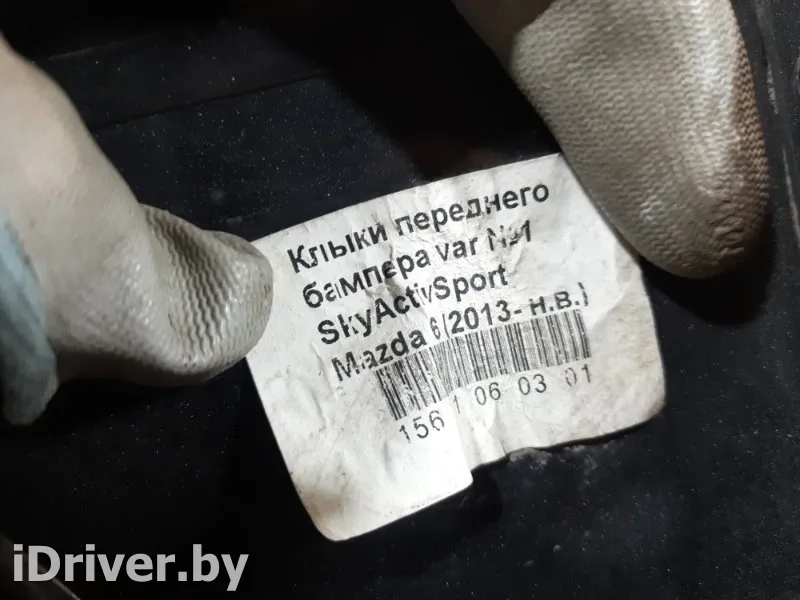 Клыки переднего
бампера var №1
SkyActivSport
Mazda 6(2013- н.в.)
156 1 06 03 01
iDriver.by